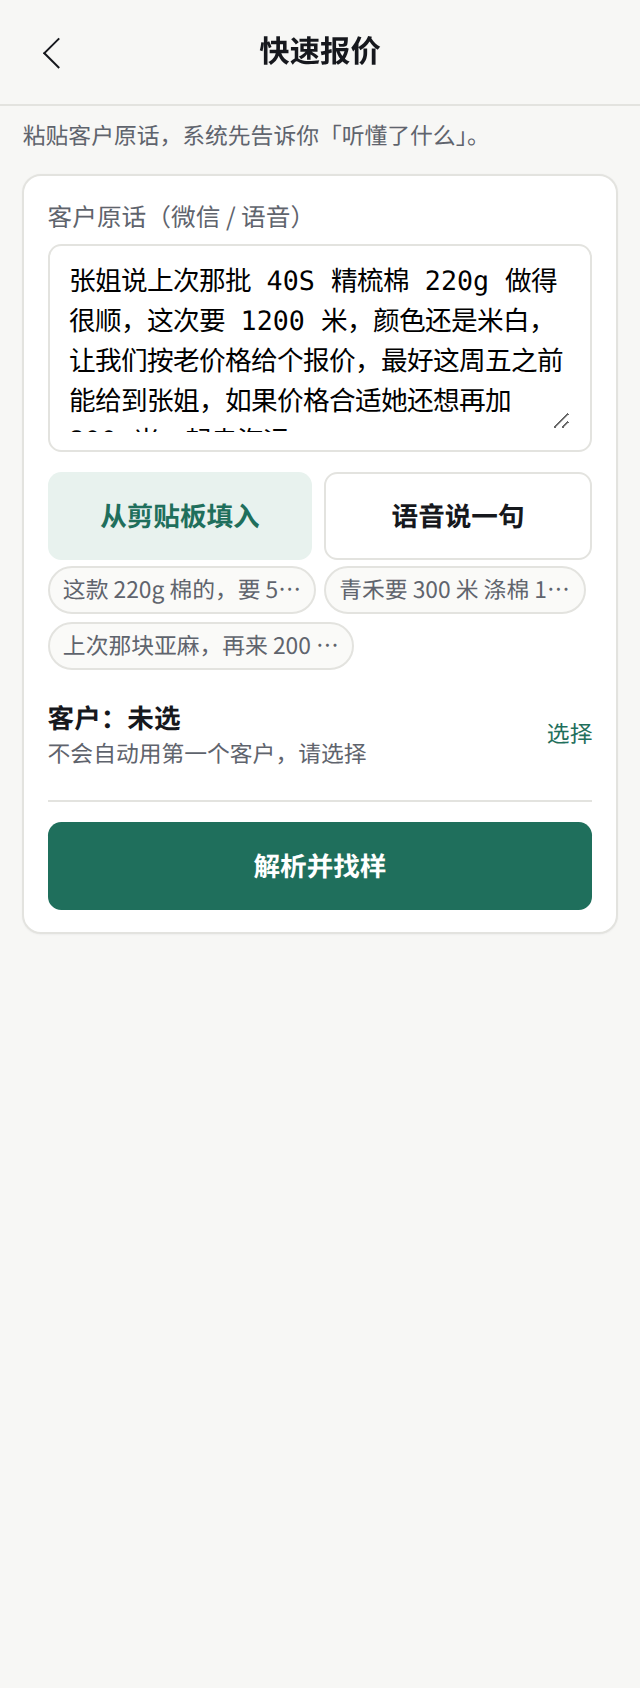 快速报价
粘贴客户原话，系统先告诉你「听懂了什么」。
客户原话（微信 / 语音）
张姐说上次那批 40S 精梳棉 220g 做得
很顺，这次要 1200 米，颜色还是米白，
让我们按老价格给个报价，最好这周五之前
能给到张姐，如果价格合适她还想再加
从剪贴板填入
语音说一句
这款 220g 棉的，要 5…
青禾要 300 米 涤棉 1…
上次那块亚麻，再来 200 …
客户：未选
不会自动用第一个客户，请选择
选择
解析并找样